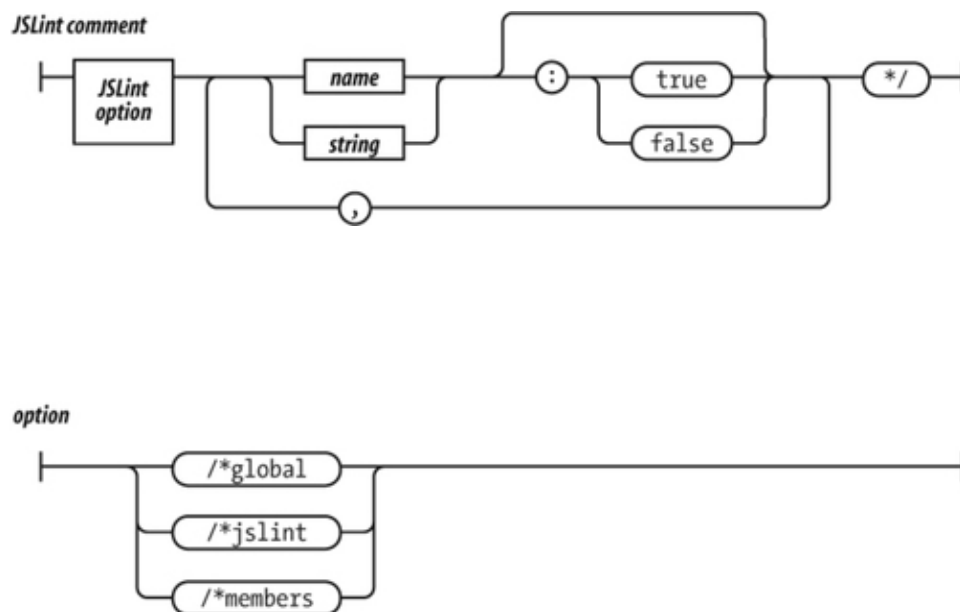 JSLint comment
JSLint
option
name
:
true
*/
string
false
,
option
/*global
/*jslint
/*members